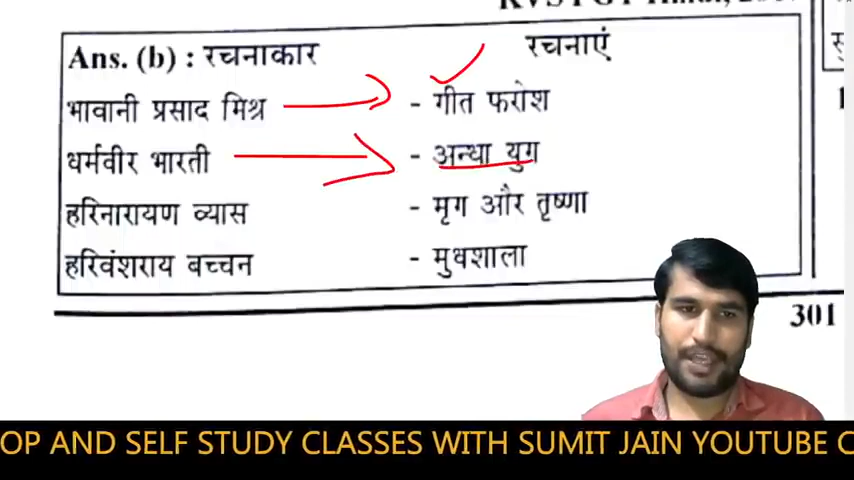 Ans. (b) : रचनाकार रचनाएं
भावानी प्रसाद मिश्र - गीत फरोश
धर्मवीर भारती - अन्धा युग
हरिनारायण व्यास - मृग और तृष्णा
हरिवंशराय बच्चन - मुधशाला
301
OP AND SELF STUDY CLASSES WITH SUMIT JAIN YOUTUBE C